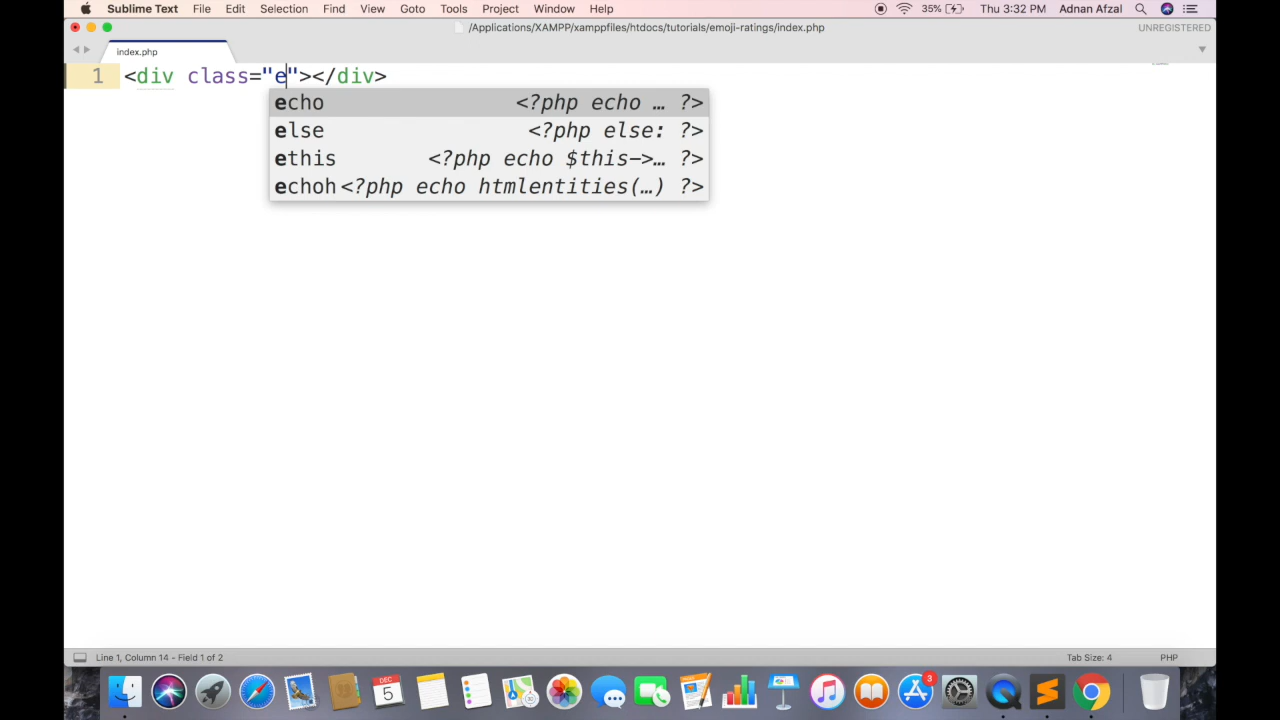 Sublime Text File Edit Selection Find View Goto Tools Project Window Help 35% Thu 3:32 PM Adnan Afzal
/Applications/XAMPP/xamppfiles/htdocs/tutorials/emoji-ratings/index.php UNREGISTERED
index.php
1 <div class="e"></div>
echo <?php echo … ?>
else <?php else: ?>
ethis <?php echo $this->… ?>
echoh <?php echo htmlentities(…) ?>
Line 1, Column 14 - Field 1 of 2 Tab Size: 4 PHP
DEC
5
3